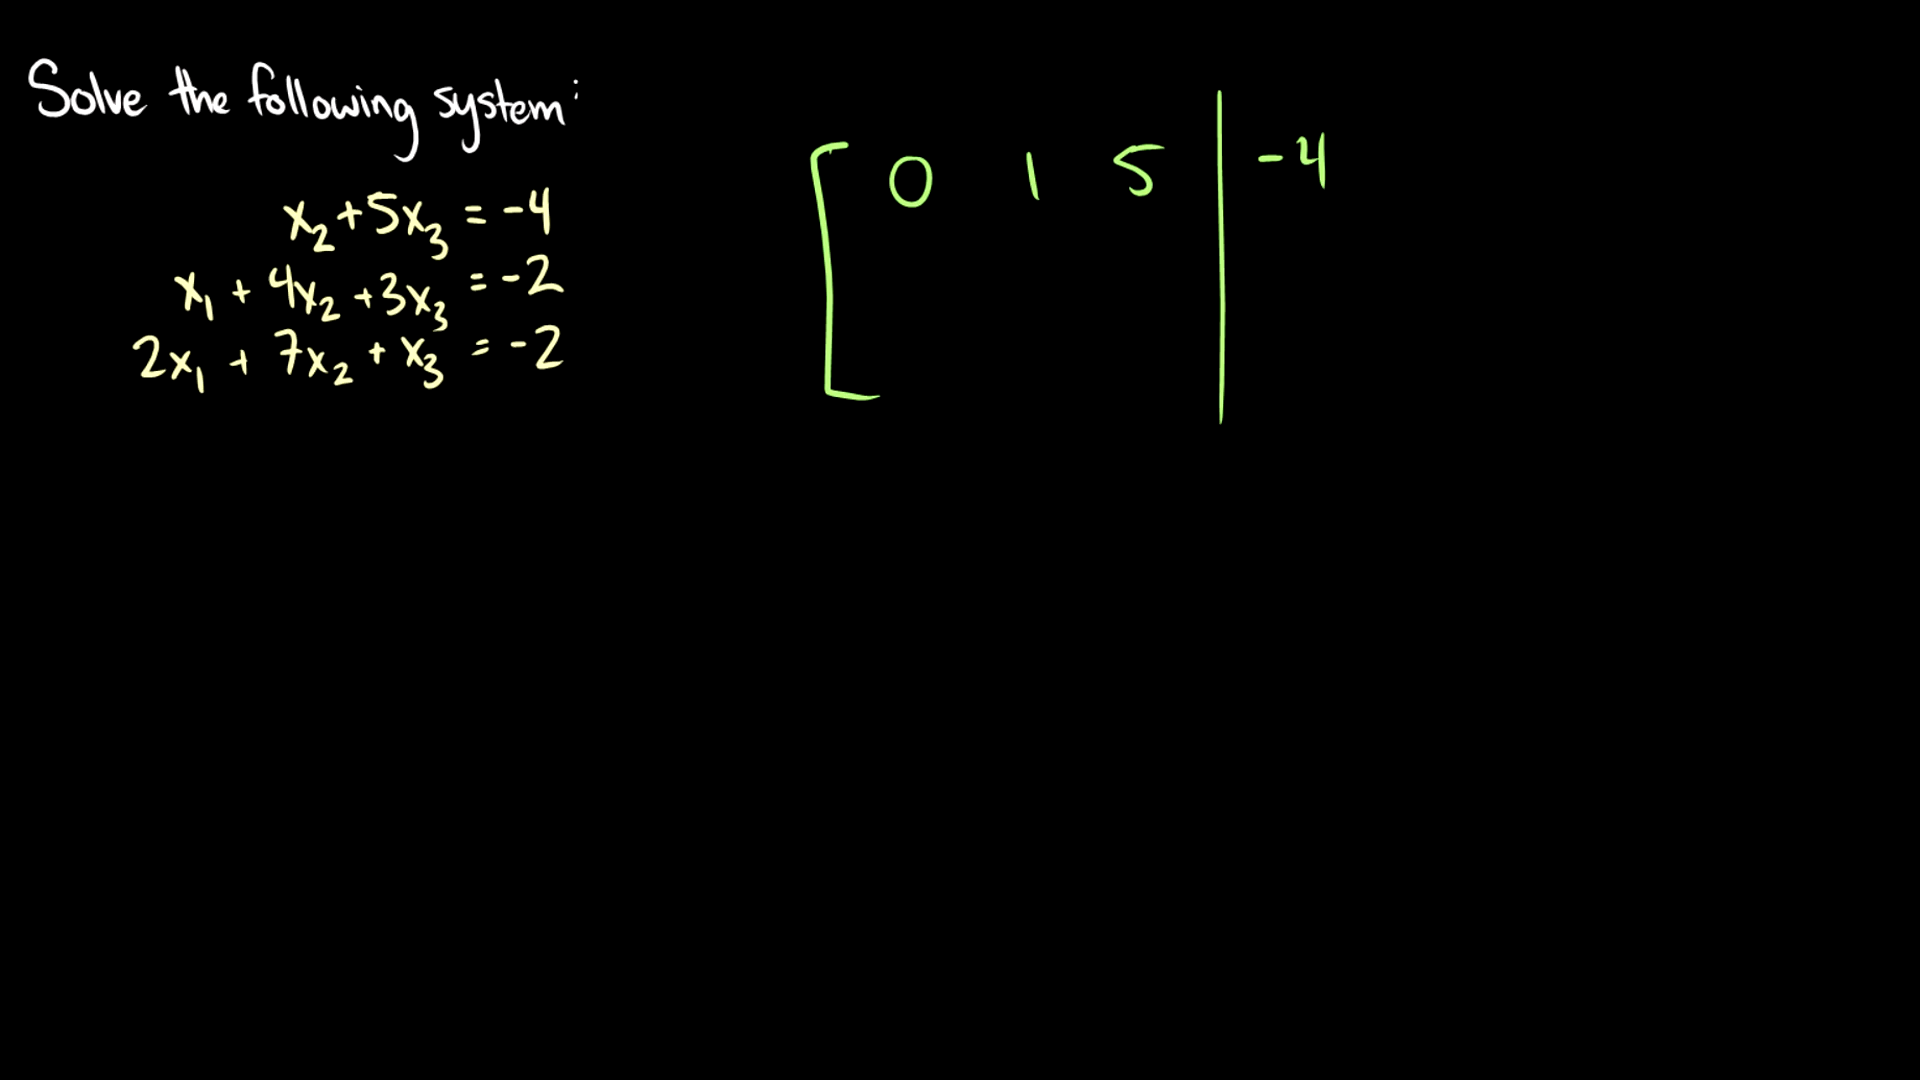 Solve the following system:
x₂ + 5x₃ = -4
x₁ + 4x₂ + 3x₃ = -2
2x₁ + 7x₂ + x₃ = -2
[ 0 1 5 | -4